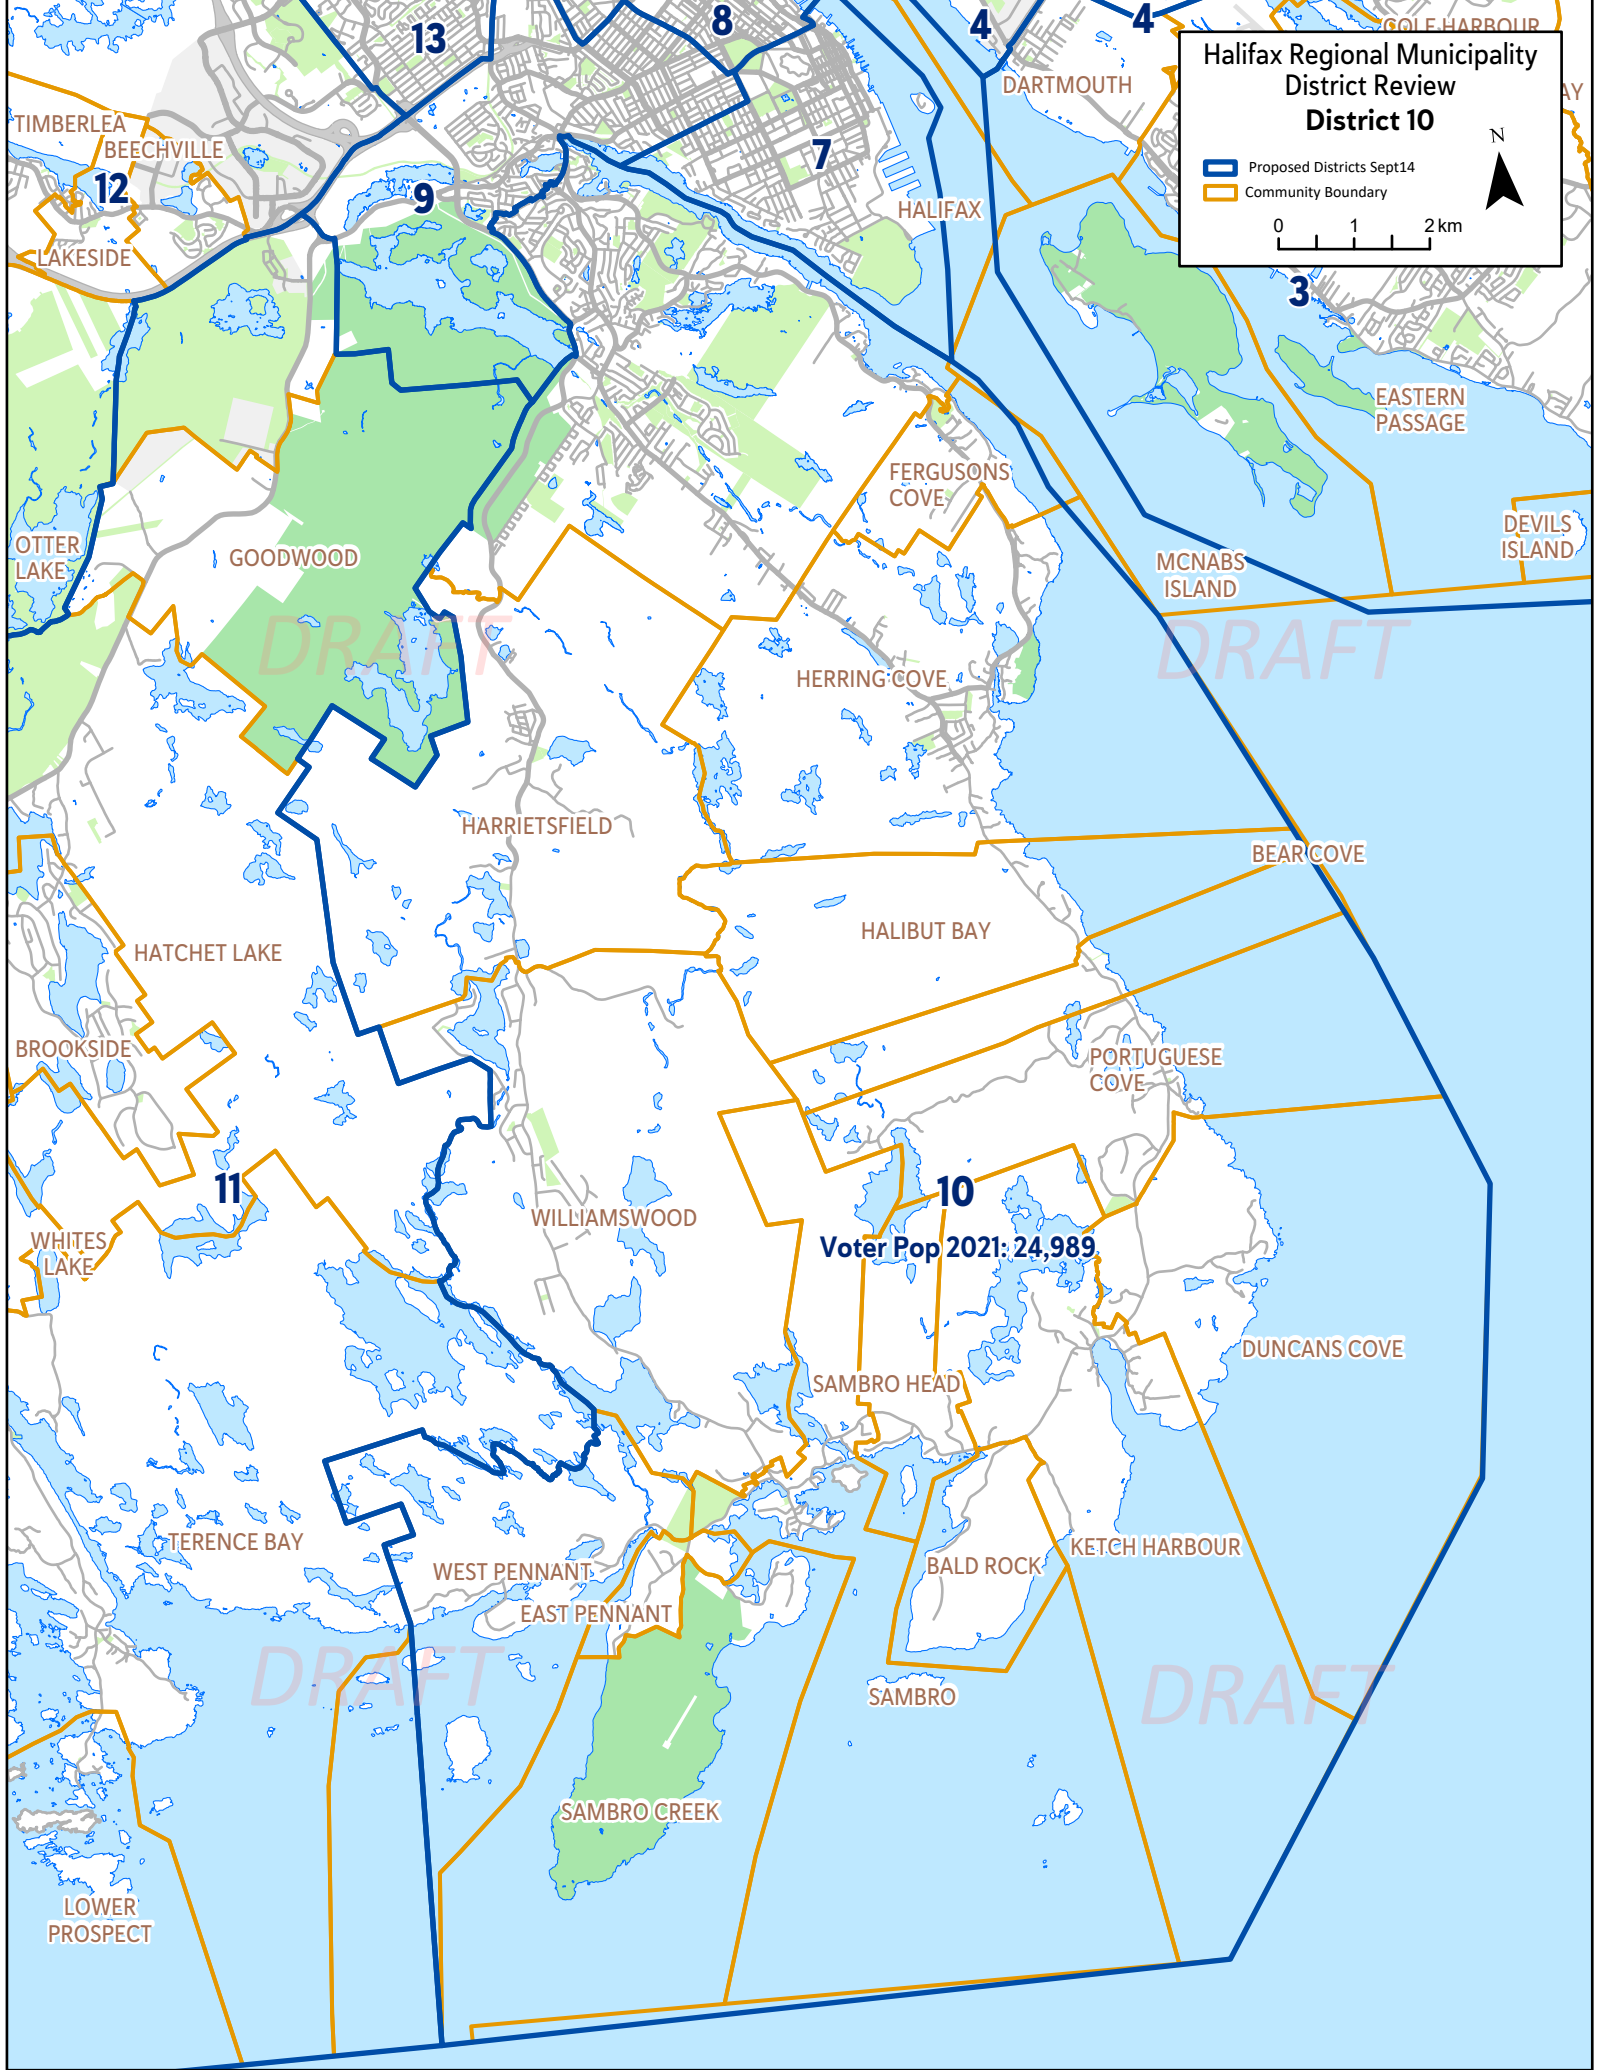 13
8
4
4
COLE HARBOUR
Halifax Regional Municipality
District Review
District 10
N
Proposed Districts Sept14
Community Boundary
0 1 2 km
DARTMOUTH
AY
TIMBERLEA
BEECHVILLE
12
9
7
HALIFAX
LAKESIDE
3
EASTERN
PASSAGE
FERGUSONS
COVE
DEVILS
ISLAND
OTTER
LAKE
GOODWOOD
MCNABS
ISLAND
DRAFT
DRAFT
HERRING COVE
HARRIETSFIELD
BEAR COVE
HALIBUT BAY
HATCHET LAKE
BROOKSIDE
PORTUGUESE
COVE
11
10
WILLIAMSWOOD
WHITES
LAKE
Voter Pop 2021: 24,989
DUNCANS COVE
SAMBRO HEAD
TERENCE BAY
KETCH HARBOUR
WEST PENNANT
BALD ROCK
EAST PENNANT
DRAFT
DRAFT
SAMBRO
SAMBRO CREEK
LOWER
PROSPECT